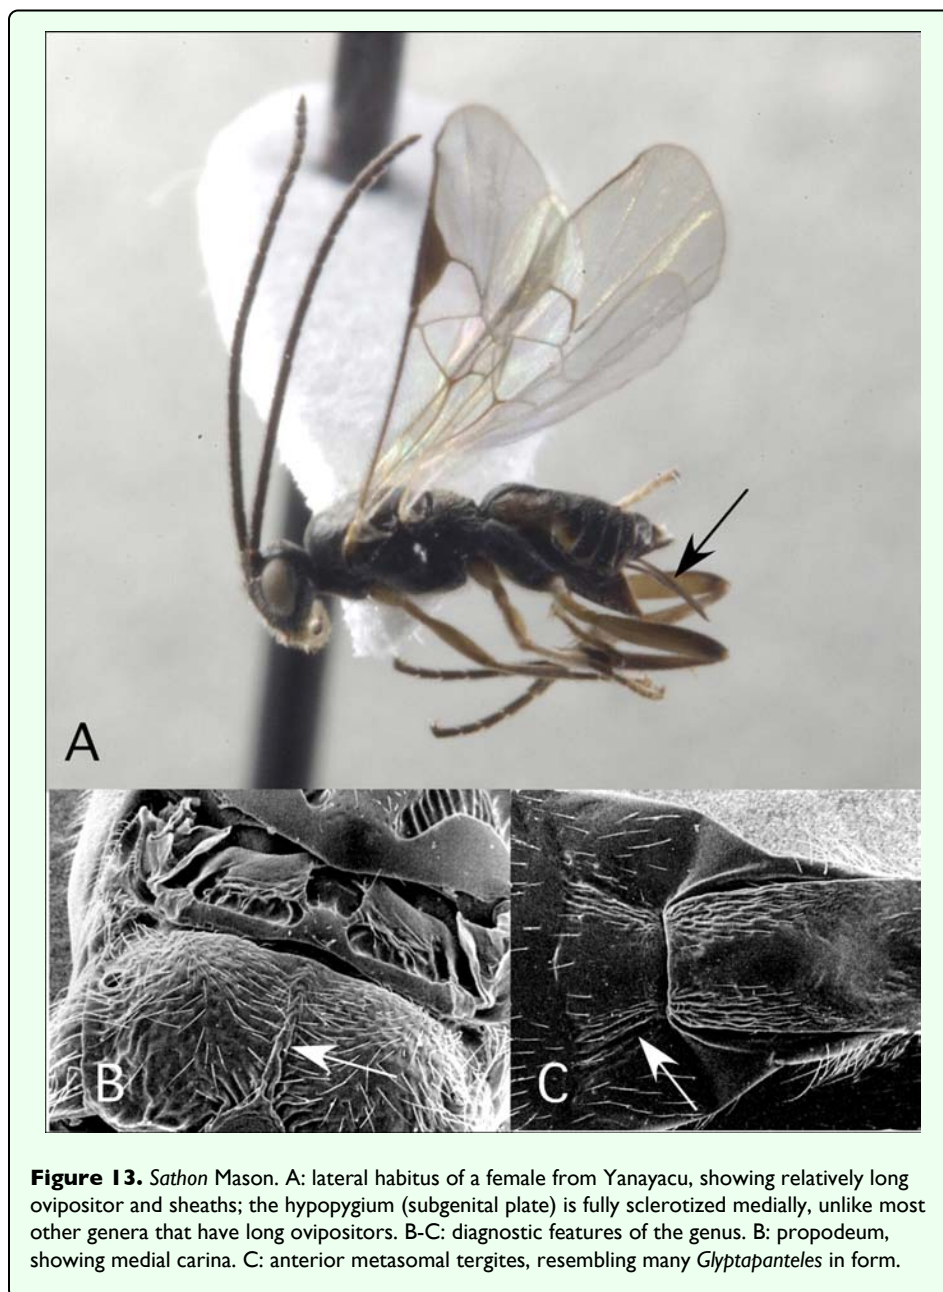 A
B
C
Figure 13. Sathon Mason. A: lateral habitus of a female from Yanayacu, showing relatively long
ovipositor and sheaths; the hypopygium (subgenital plate) is fully sclerotized medially, unlike most
other genera that have long ovipositors. B-C: diagnostic features of the genus. B: propodeum,
showing medial carina. C: anterior metasomal tergites, resembling many Glyptapanteles in form.